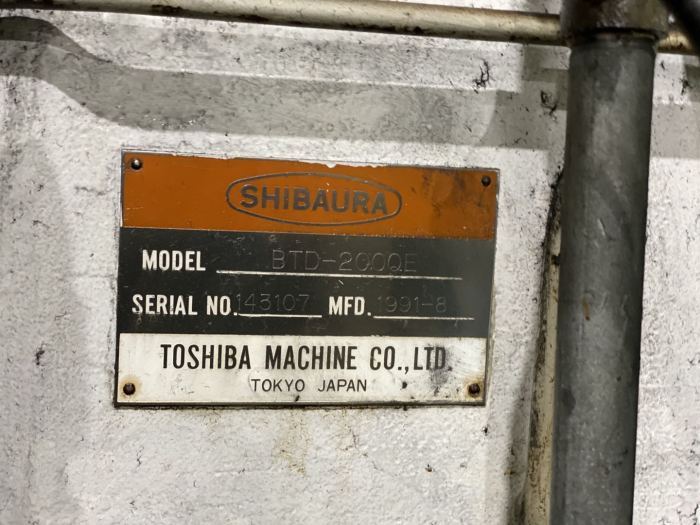 SHIBAURA
MODEL BTD-200QE
SERIAL NO. 143107 MFD. 1991-8
TOSHIBA MACHINE CO., LTD.
TOKYO JAPAN